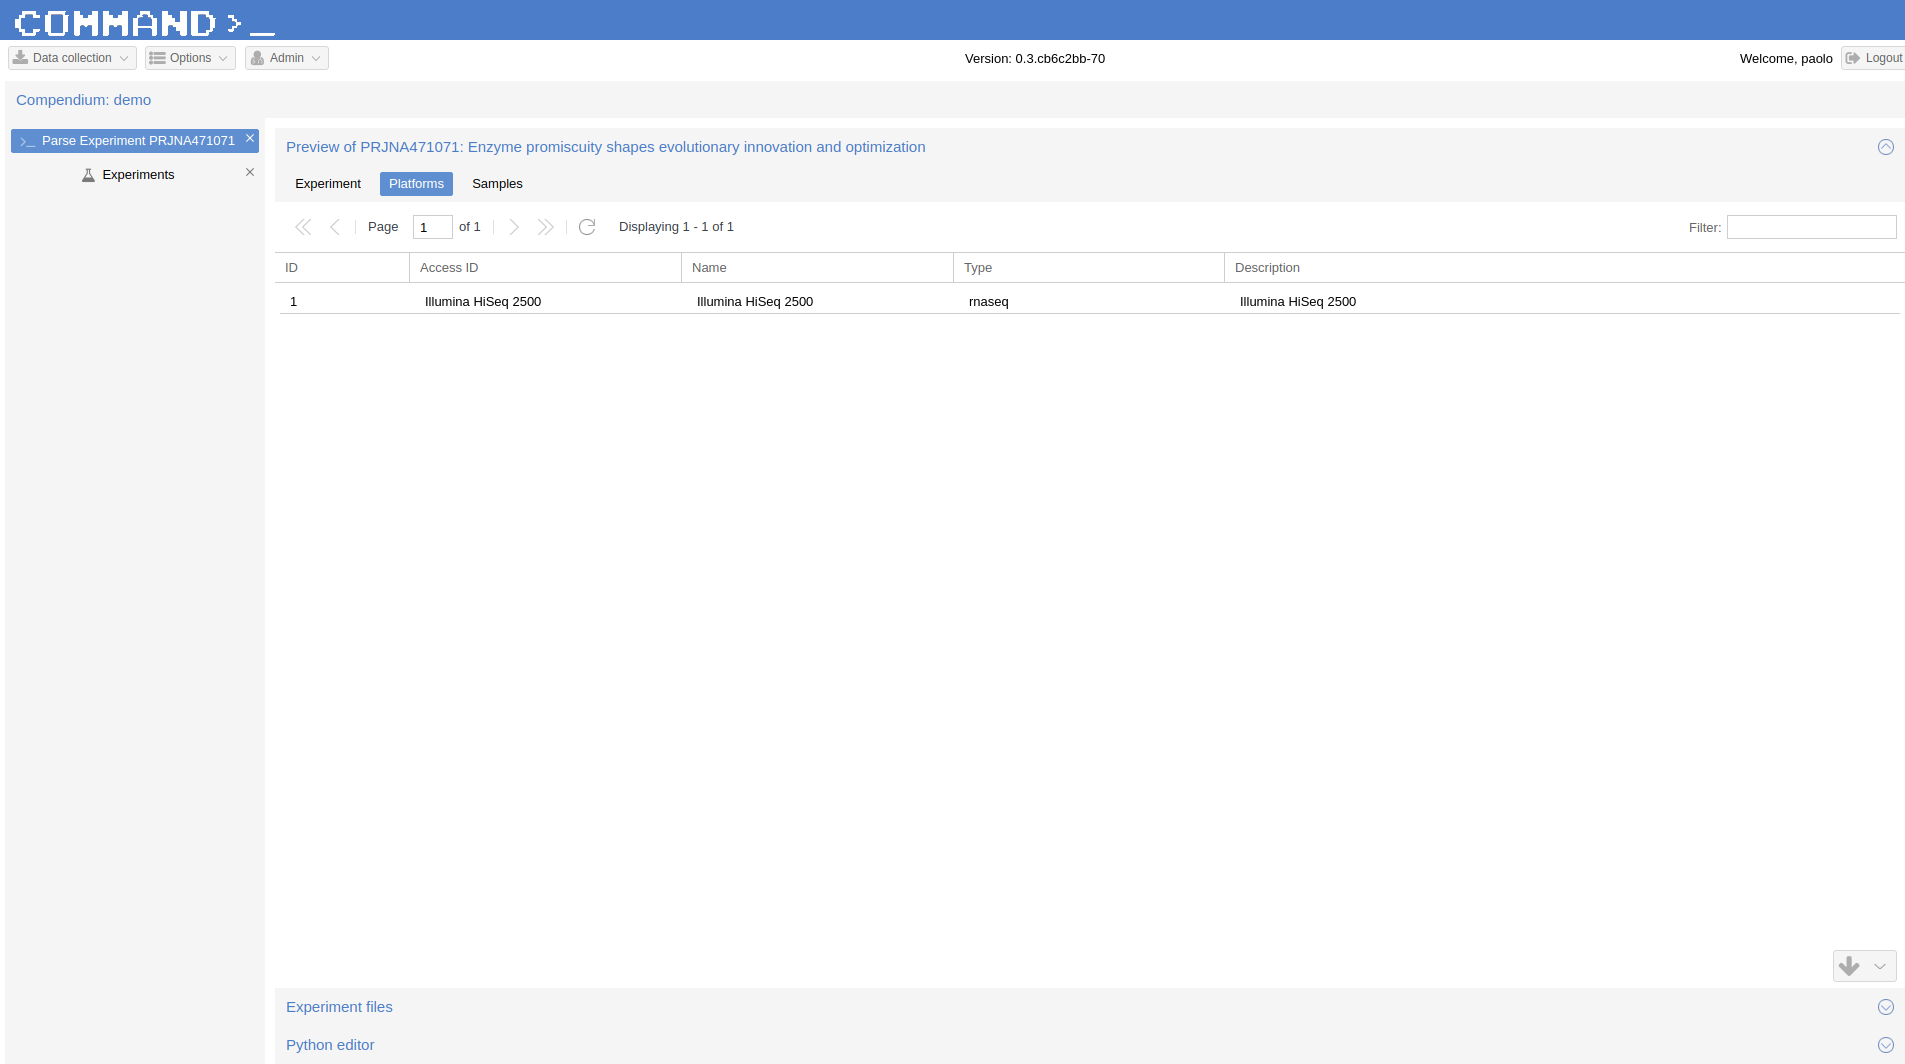 COMMAND>_
Data collection Options Admin Version: 0.3.cb6c2bb-70 Welcome, paolo Logout
Compendium: demo
Parse Experiment PRJNA471071
Experiments
Preview of PRJNA471071: Enzyme promiscuity shapes evolutionary innovation and optimization
Experiment Platforms Samples
Page 1 of 1 Displaying 1 - 1 of 1 Filter:
ID Access ID Name Type Description
1 Illumina HiSeq 2500 Illumina HiSeq 2500 rnaseq Illumina HiSeq 2500
Experiment files
Python editor